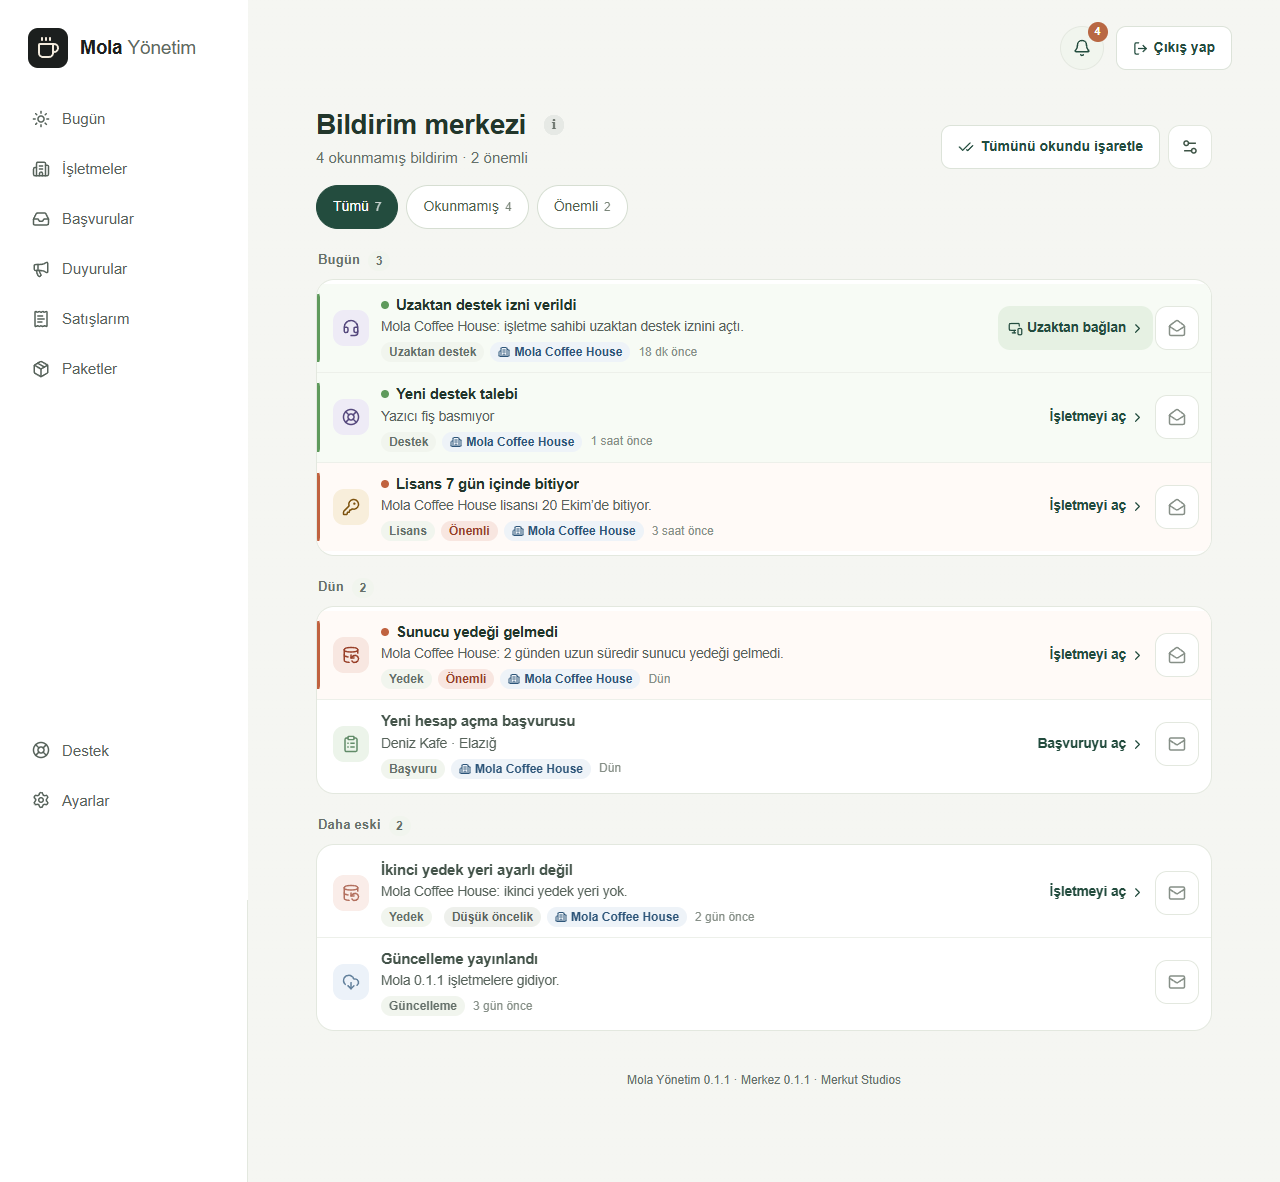 Mola Yönetim
4
Çıkış yap
Bugün
İşletmeler
Başvurular
Duyurular
Satışlarım
Paketler
Destek
Ayarlar
Bildirim merkezi i
4 okunmamış bildirim · 2 önemli
Tümünü okundu işaretle
Tümü 7
Okunmamış 4
Önemli 2
Bugün 3
Uzaktan destek izni verildi
Mola Coffee House: işletme sahibi uzaktan destek iznini açtı.
Uzaktan destek Mola Coffee House 18 dk önce
Uzaktan bağlan
Yeni destek talebi
Yazıcı fiş basmıyor
Destek Mola Coffee House 1 saat önce
İşletmeyi aç
Lisans 7 gün içinde bitiyor
Mola Coffee House lisansı 20 Ekim'de bitiyor.
Lisans Önemli Mola Coffee House 3 saat önce
İşletmeyi aç
Dün 2
Sunucu yedeği gelmedi
Mola Coffee House: 2 günden uzun süredir sunucu yedeği gelmedi.
Yedek Önemli Mola Coffee House Dün
İşletmeyi aç
Yeni hesap açma başvurusu
Deniz Kafe · Elazığ
Başvuru Mola Coffee House Dün
Başvuruyu aç
Daha eski 2
İkinci yedek yeri ayarlı değil
Mola Coffee House: ikinci yedek yeri yok.
Yedek Düşük öncelik Mola Coffee House 2 gün önce
İşletmeyi aç
Güncelleme yayınlandı
Mola 0.1.1 işletmelere gidiyor.
Güncelleme 3 gün önce
Mola Yönetim 0.1.1 · Merkez 0.1.1 · Merkut Studios